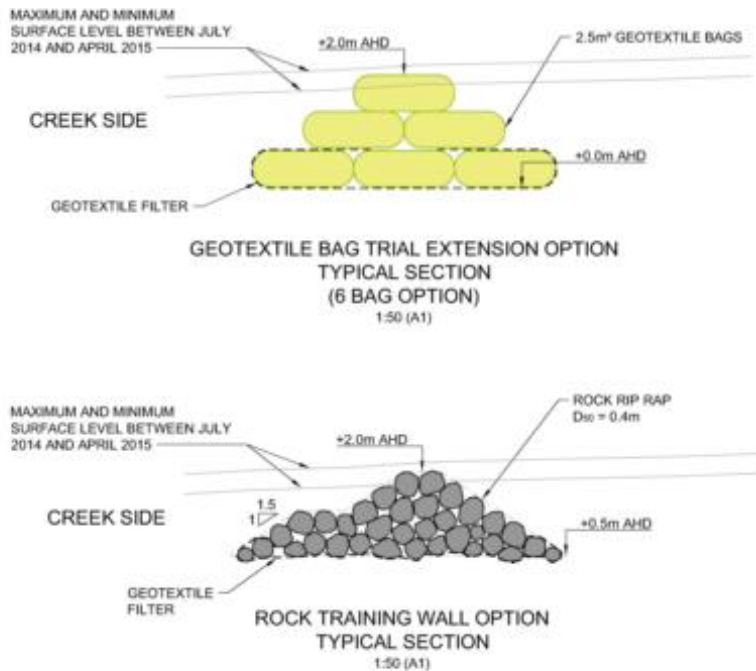 MAXIMUM AND MINIMUM
SURFACE LEVEL BETWEEN JULY
2014 AND APRIL 2015
+2.0m AHD
2.5m³ GEOTEXTILE BAGS
CREEK SIDE
+0.0m AHD
GEOTEXTILE FILTER
GEOTEXTILE BAG TRIAL EXTENSION OPTION
TYPICAL SECTION
(6 BAG OPTION)
1:50 (A1)
MAXIMUM AND MINIMUM
SURFACE LEVEL BETWEEN JULY
2014 AND APRIL 2015
+2.0m AHD
ROCK RIP RAP
D₅₀ = 0.4m
1.5
1
CREEK SIDE
+0.5m AHD
GEOTEXTILE
FILTER
ROCK TRAINING WALL OPTION
TYPICAL SECTION
1:50 (A1)